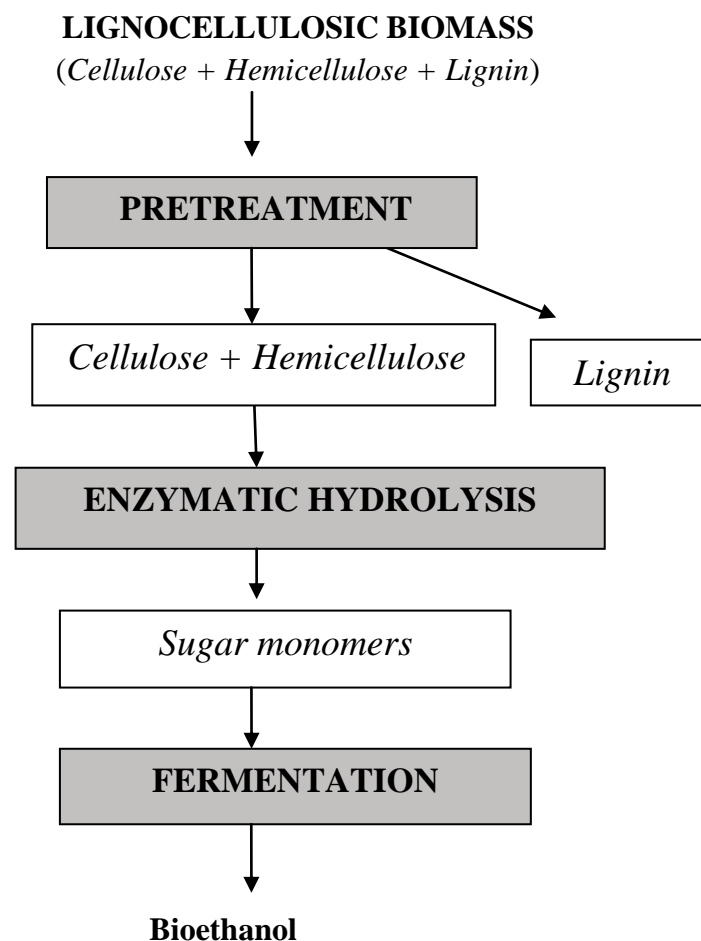 LIGNOCELLULOSIC BIOMASS
(Cellulose + Hemicellulose + Lignin)
PRETREATMENT
Cellulose + Hemicellulose
Lignin
ENZYMATIC HYDROLYSIS
Sugar monomers
FERMENTATION
Bioethanol